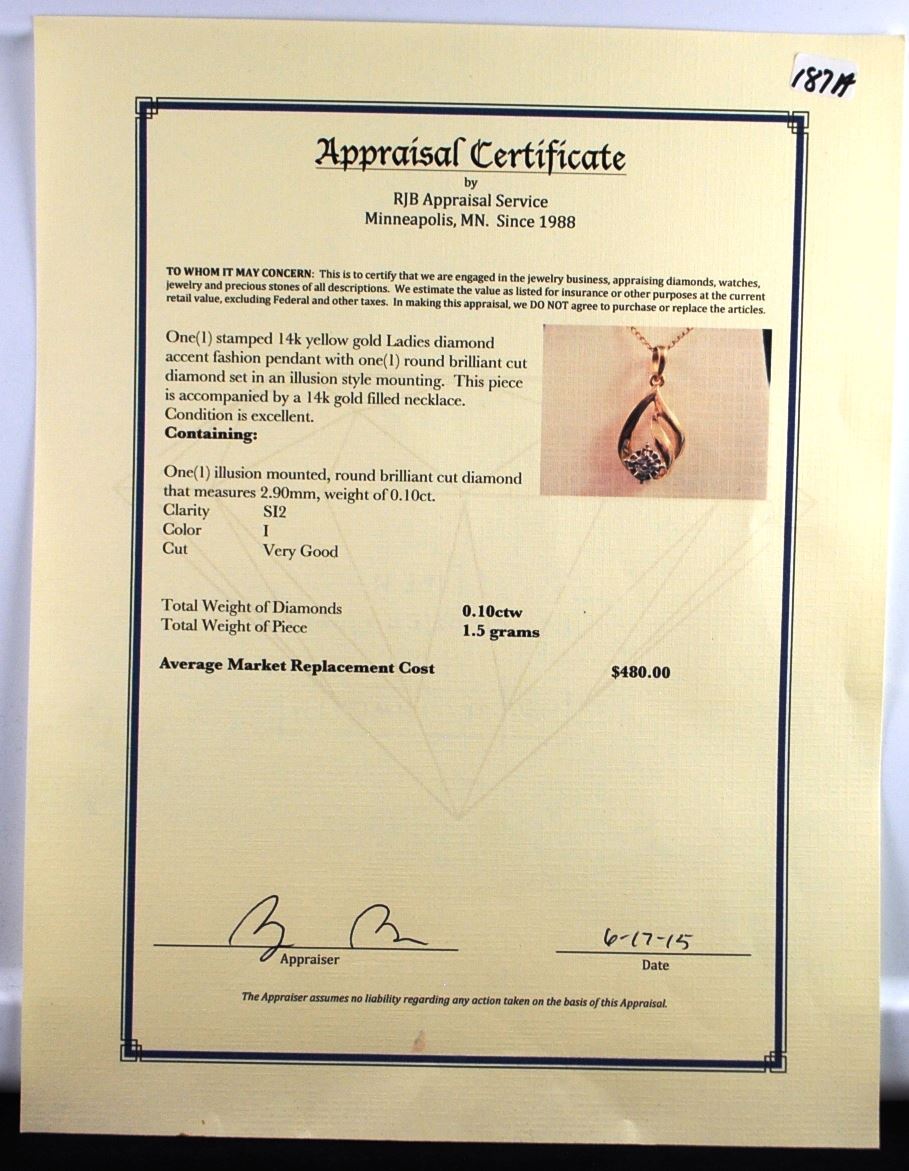 187A
Appraisal Certificate
by
RJB Appraisal Service
Minneapolis, MN. Since 1988
TO WHOM IT MAY CONCERN: This is to certify that we are engaged in the jewelry business, appraising diamonds, watches,
jewelry and precious stones of all descriptions. We estimate the value as listed for insurance or other purposes at the current
retail value, excluding Federal and other taxes. In making this appraisal, we DO NOT agree to purchase or replace the articles.
One(1) stamped 14k yellow gold Ladies diamond
accent fashion pendant with one(1) round brilliant cut
diamond set in an illusion style mounting. This piece
is accompanied by a 14k gold filled necklace.
Condition is excellent.
Containing:
One(1) illusion mounted, round brilliant cut diamond
that measures 2.90mm, weight of 0.10ct.
Clarity SI2
Color I
Cut Very Good
Total Weight of Diamonds 0.10ctw
Total Weight of Piece 1.5 grams
Average Market Replacement Cost $480.00
6-17-15
Appraiser Date
The Appraiser assumes no liability regarding any action taken on the basis of this Appraisal.